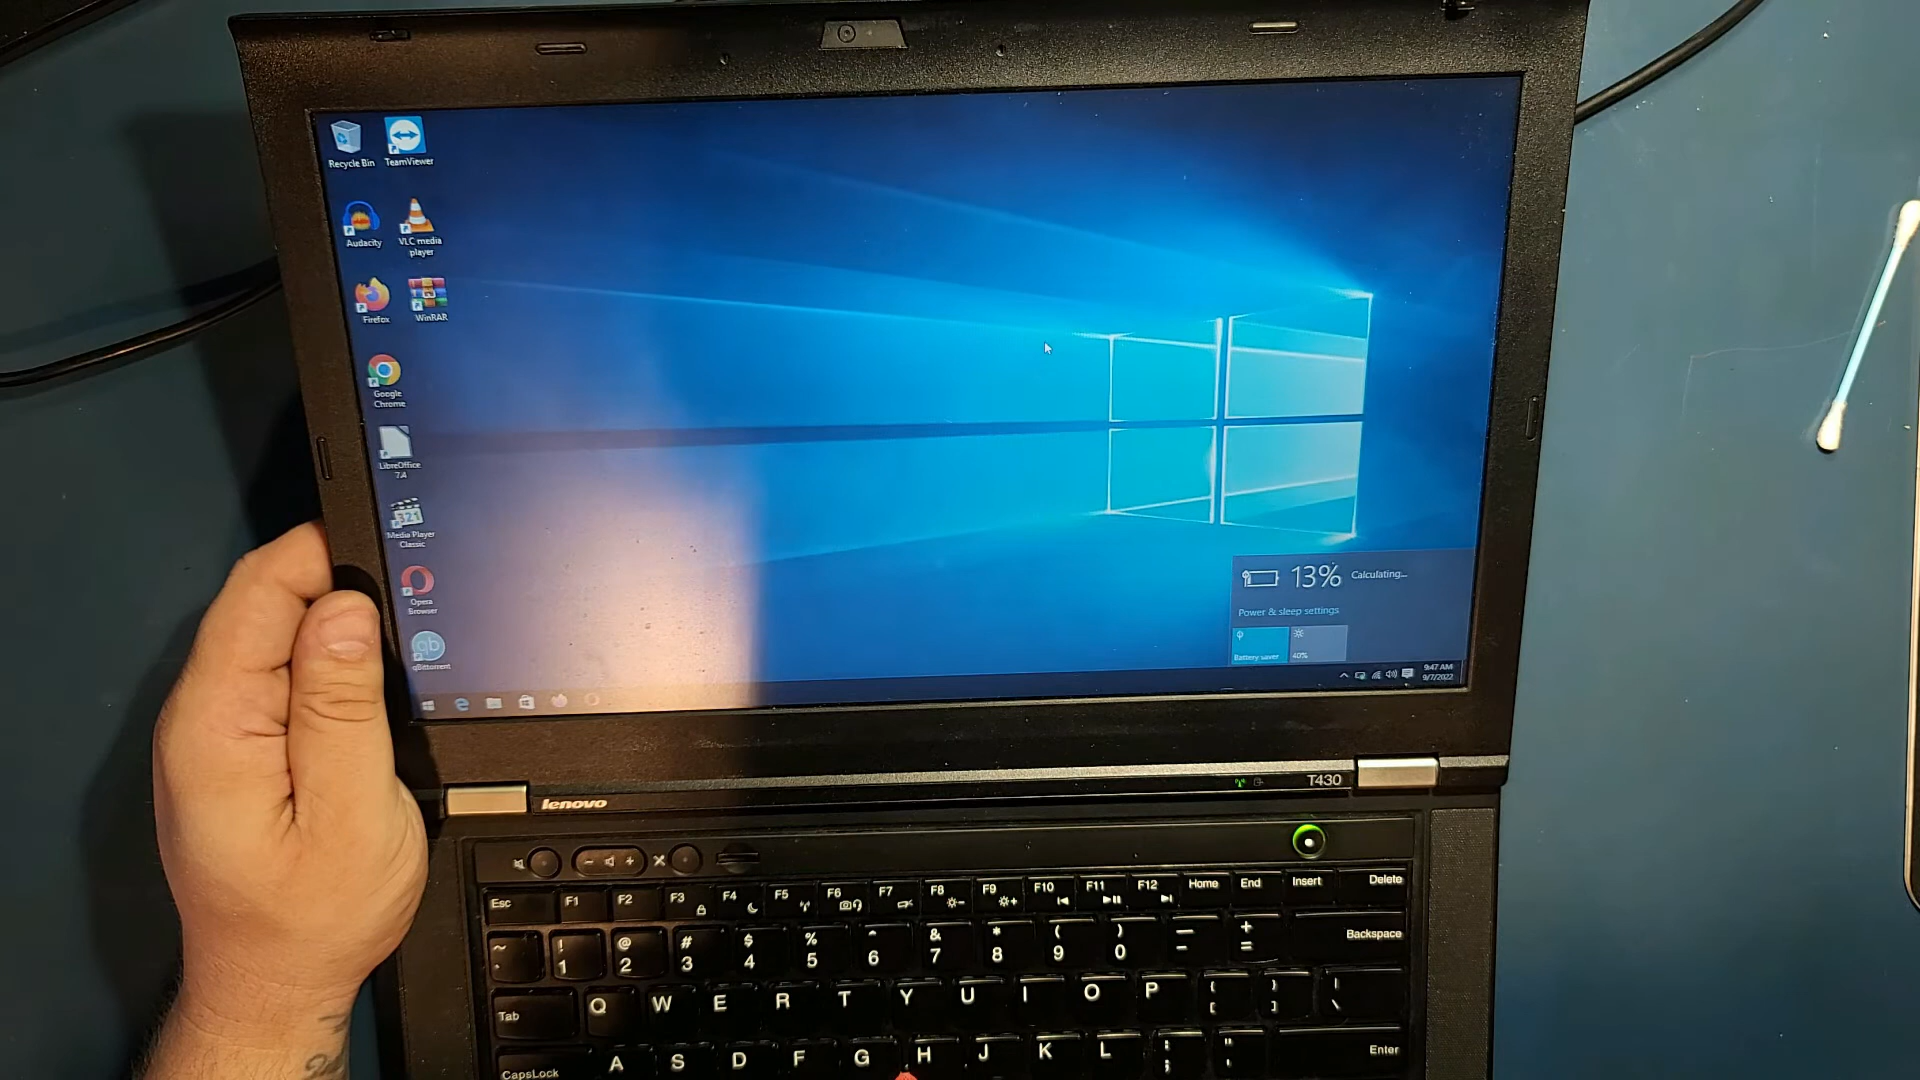 Recycle Bin
TeamViewer
Audacity
VLC media
player
Firefox
WinRAR
Google
Chrome
LibreOffice
7.4
321
Media Player
Classic
Opera
Browser
qb
qBittorrent
13% Calculating...
Power & sleep settings
Battery saver
40%
9:47 AM
9/7/2022
T430
lenovo
- +
Esc F1 F2 F3 F4 F5 F6 F7 F8 F9 F10 F11 F12 Home End Insert Delete
~ ! @ # $ % ^ & * ( ) _ + Backspace
1 2 3 4 5 6 7 8 9 0 - =
Tab Q W E R T Y U I O P { } |
[ ] \
CapsLock A S D F G H J K L : " Enter
; '